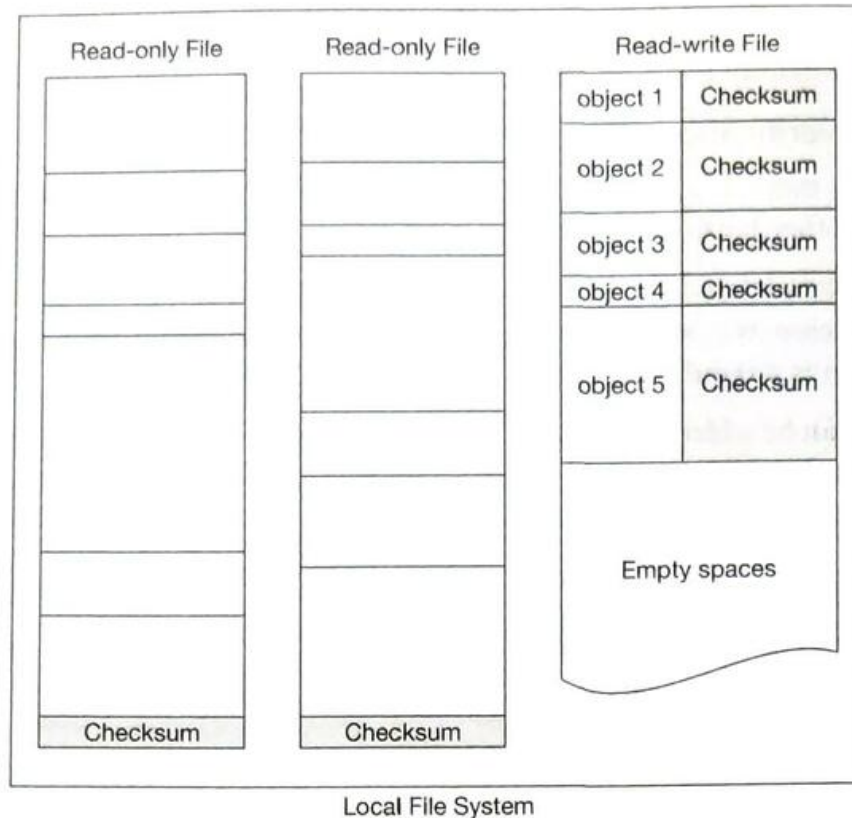 Read-only File
Read-only File
Read-write File
object 1 Checksum
object 2 Checksum
object 3 Checksum
object 4 Checksum
object 5 Checksum
Empty spaces
Checksum
Checksum
Local File System